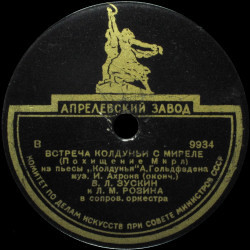 АПРЕЛЕВСКИЙ ЗАВОД
В 9934
ВСТРЕЧА КОЛДУНЬИ С МИРЕЛЕ
(Похищение Мирла)
из пьесы „Колдунья" А. Гольдфадена
муз. И. Ахрона (оконч.)
В. Л. ЗУСКИН
и Л. М. РОЗИНА
в сопров. оркестра
КОМИТЕТ ПО ДЕЛАМ ИСКУССТВ ПРИ СОВЕТЕ МИНИСТРОВ СССР